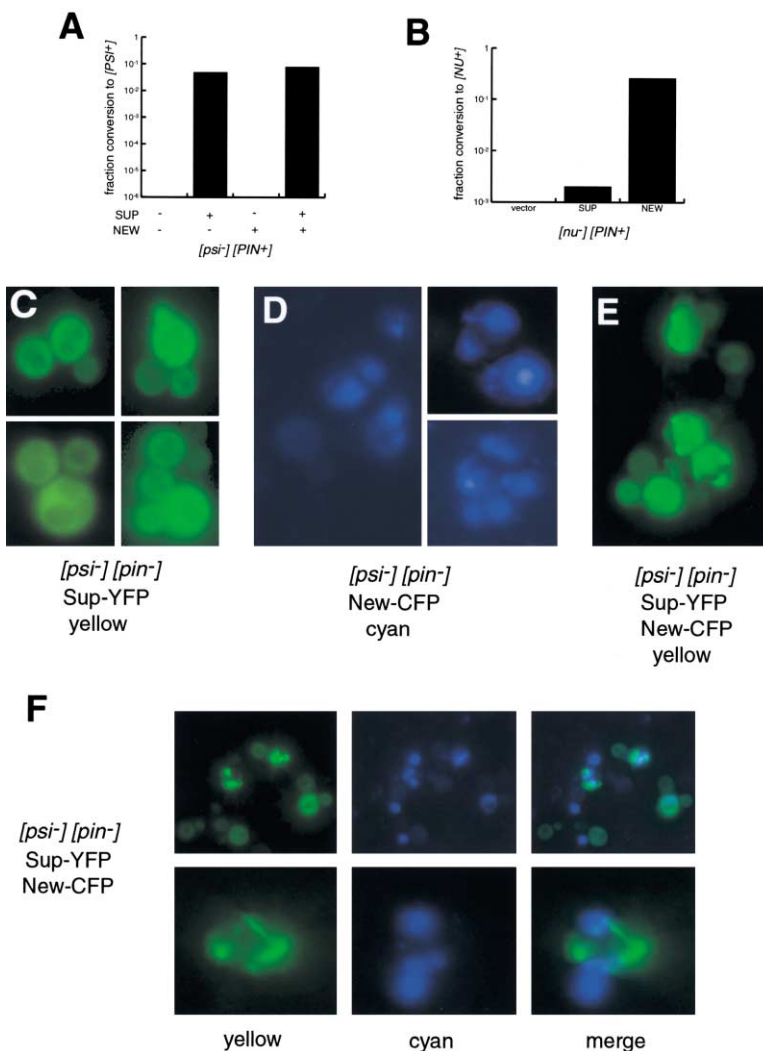 A
fraction conversion to [PSI+]
1
10-1
10-2
10-3
10-4
10-5
10-6
SUP - + - +
NEW - - + +
[psi-] [PIN+]
B
fraction conversion to [NU+]
1
10-1
10-2
10-3
vector SUP NEW
[nu-] [PIN+]
C
[psi-] [pin-]
Sup-YFP
yellow
D
[psi-] [pin-]
New-CFP
cyan
E
[psi-] [pin-]
Sup-YFP
New-CFP
yellow
F
[psi-] [pin-]
Sup-YFP
New-CFP
yellow
cyan
merge